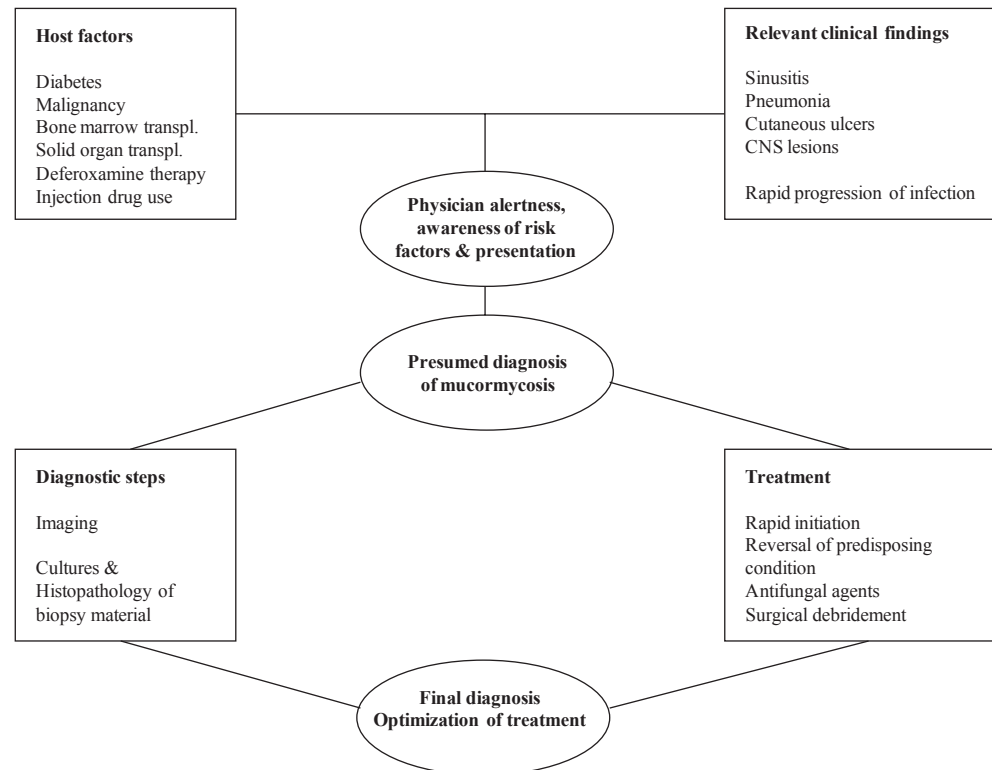 Host factors
Diabetes
Malignancy
Bone marrow transpl.
Solid organ transpl.
Deferoxamine therapy
Injection drug use
Relevant clinical findings
Sinusitis
Pneumonia
Cutaneous ulcers
CNS lesions
Rapid progression of infection
Physician alertness,
awareness of risk
factors & presentation
Presumed diagnosis
of mucormycosis
Diagnostic steps
Imaging
Cultures &
Histopathology of
biopsy material
Treatment
Rapid initiation
Reversal of predisposing
condition
Antifungal agents
Surgical debridement
Final diagnosis
Optimization of treatment